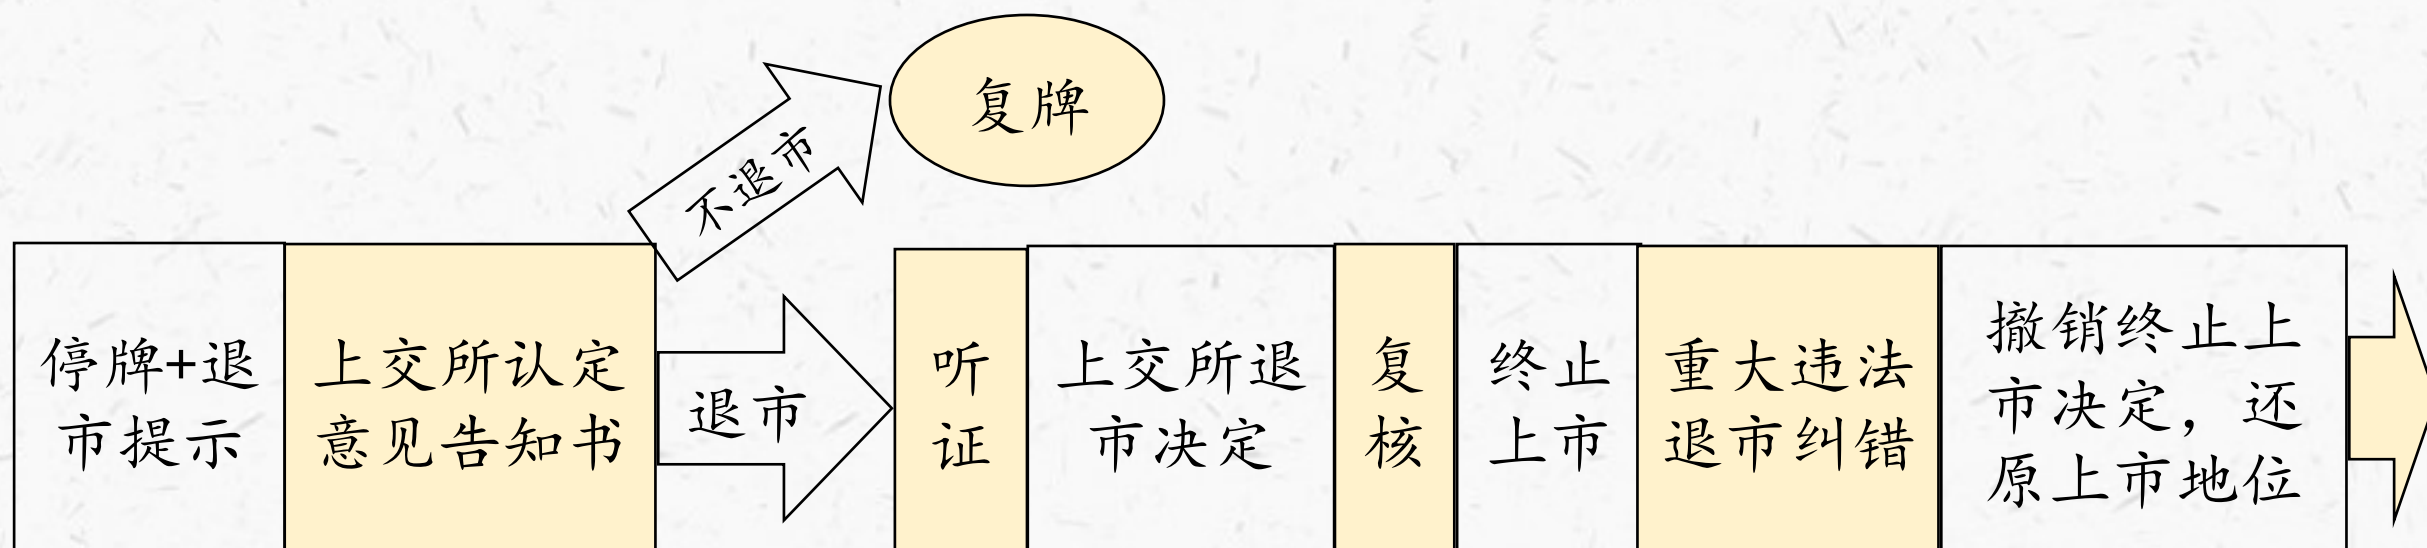 复牌
不退市
停牌+退
市提示
上交所认定
意见告知书
退市
听
证
上交所退
市决定
复
核
终止
上市
重大违法
退市纠错
撤销终止上
市决定，还
原上市地位